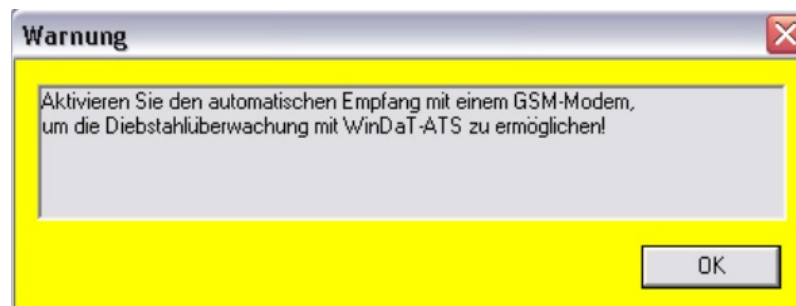 Warnung
Aktivieren Sie den automatischen Empfang mit einem GSM-Modem,
um die Diebstahlüberwachung mit WinDaT-ATS zu ermöglichen!
OK